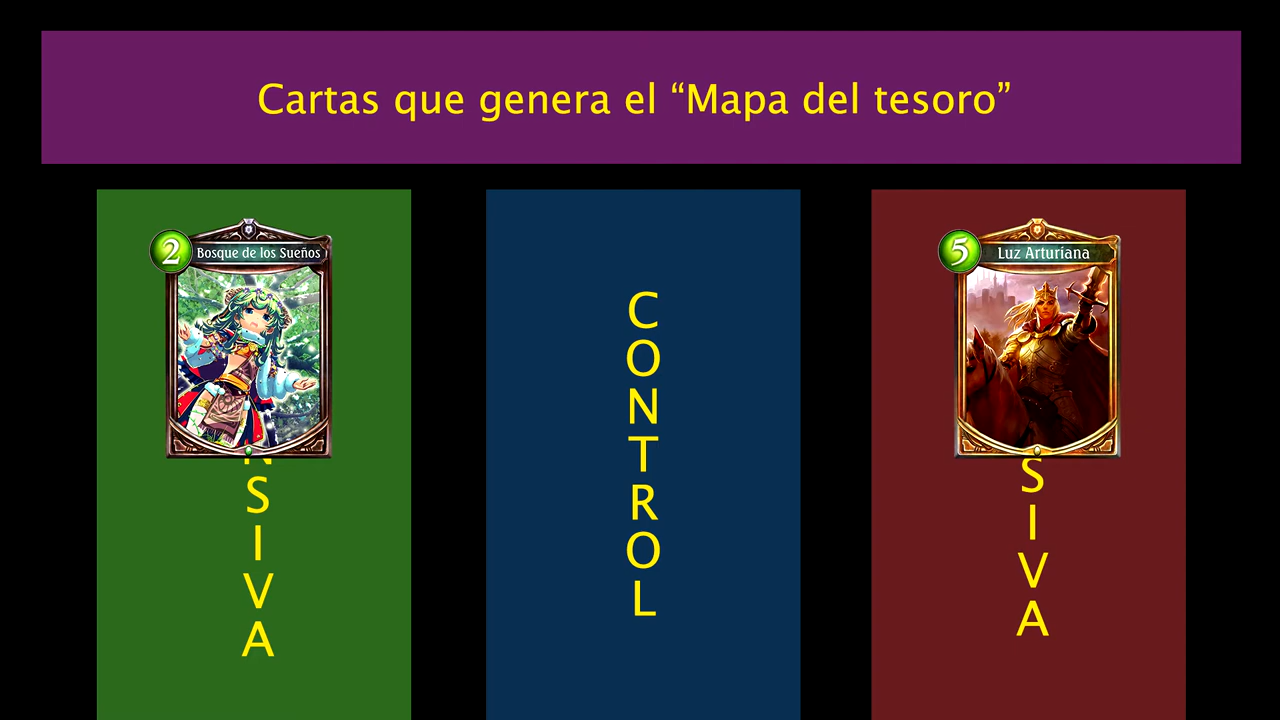 Cartas que genera el “Mapa del tesoro”
2
Bosque de los Sueños
S
I
V
A
C
O
N
T
R
O
L
5
Luz Arturiana
S
I
V
A